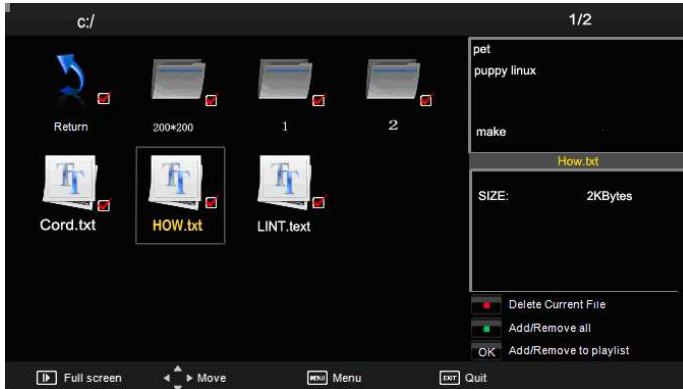 c:/
1/2
Return
200*200
1
2
Cord.txt
HOW.txt
LINT.text
pet
puppy linux
make
How.txt
SIZE: 2KBytes
Delete Current File
Add/Remove all
OK Add/Remove to playlist
Full screen
Move
MENU Menu
EXIT Quit